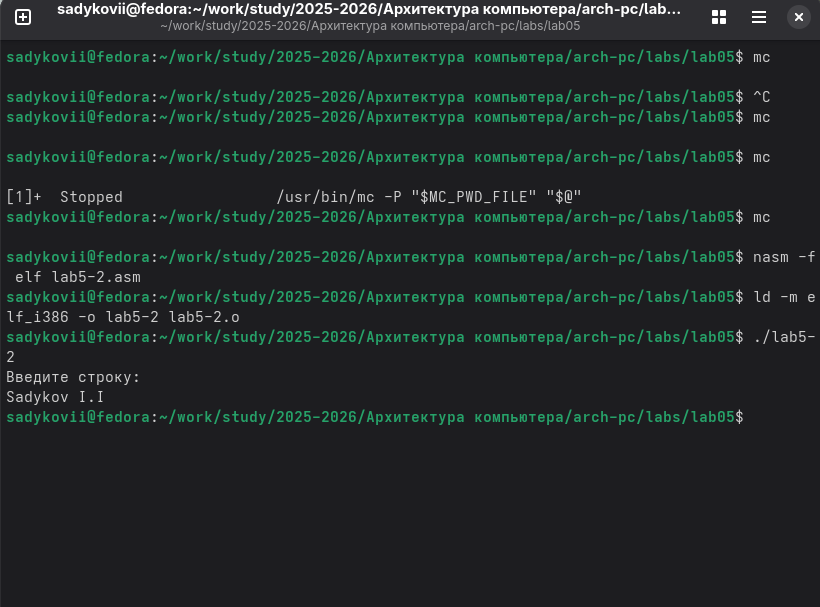 sadykovii@fedora:~/work/study/2025-2026/Архитектура компьютера/arch-pc/lab…
~/work/study/2025-2026/Архитектура компьютера/arch-pc/labs/lab05
sadykovii@fedora:~/work/study/2025-2026/Архитектура компьютера/arch-pc/labs/lab05$ mc
sadykovii@fedora:~/work/study/2025-2026/Архитектура компьютера/arch-pc/labs/lab05$ ^C
sadykovii@fedora:~/work/study/2025-2026/Архитектура компьютера/arch-pc/labs/lab05$ mc
sadykovii@fedora:~/work/study/2025-2026/Архитектура компьютера/arch-pc/labs/lab05$ mc
[1]+  Stopped                 /usr/bin/mc -P "$MC_PWD_FILE" "$@"
sadykovii@fedora:~/work/study/2025-2026/Архитектура компьютера/arch-pc/labs/lab05$ mc
sadykovii@fedora:~/work/study/2025-2026/Архитектура компьютера/arch-pc/labs/lab05$ nasm -f
 elf lab5-2.asm
sadykovii@fedora:~/work/study/2025-2026/Архитектура компьютера/arch-pc/labs/lab05$ ld -m e
lf_i386 -o lab5-2 lab5-2.o
sadykovii@fedora:~/work/study/2025-2026/Архитектура компьютера/arch-pc/labs/lab05$ ./lab5-
2
Введите строку:
Sadykov I.I
sadykovii@fedora:~/work/study/2025-2026/Архитектура компьютера/arch-pc/labs/lab05$